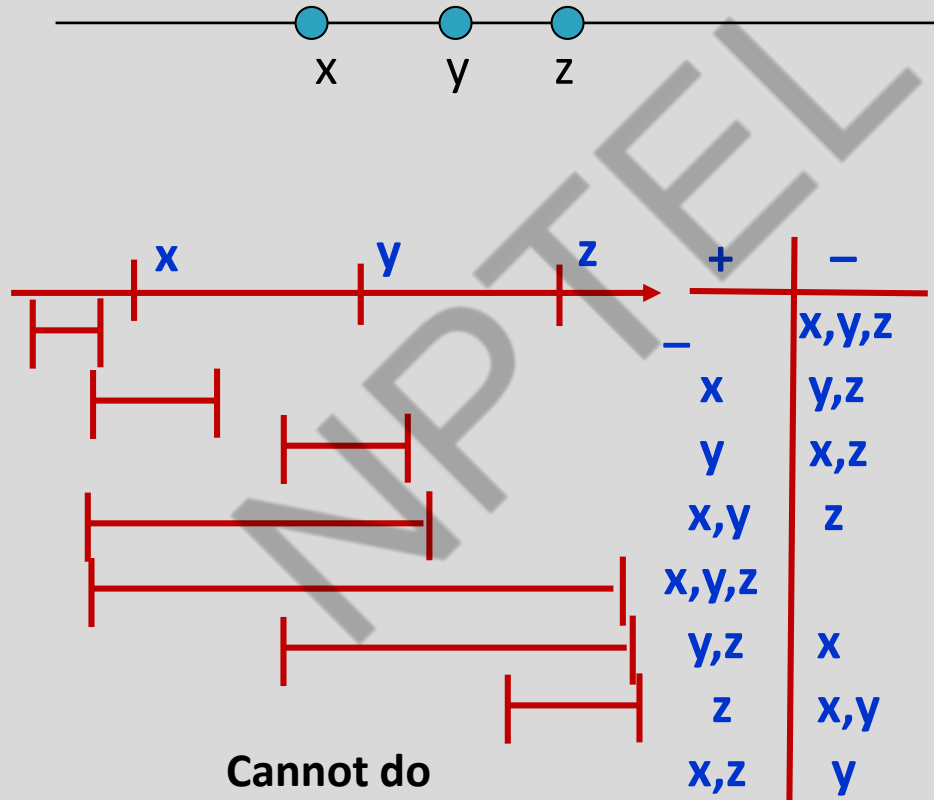 x y z
x y z + –
x,y,z
–
x y,z
y x,z
x,y z
x,y,z
y,z x
z x,y
Cannot do x,z y
NPTEL